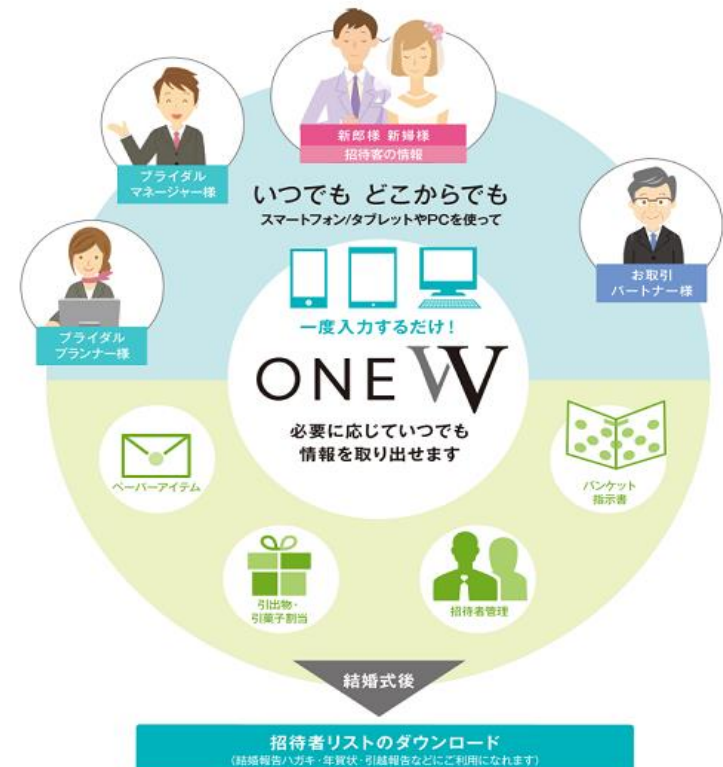 新郎様 新婦様
招待客の情報
ブライダル
マネージャー様
いつでも どこからでも
スマートフォン/タブレットやPCを使って
お取引
パートナー様
ブライダル
プランナー様
一度入力するだけ！
ONE W
必要に応じていつでも
情報を取り出せます
ペーパーアイテム
バンケット
指示書
引出物・
引菓子割当
招待者管理
結婚式後
招待者リストのダウンロード
(結婚報告ハガキ・年賀状・引越報告などにご利用になれます)